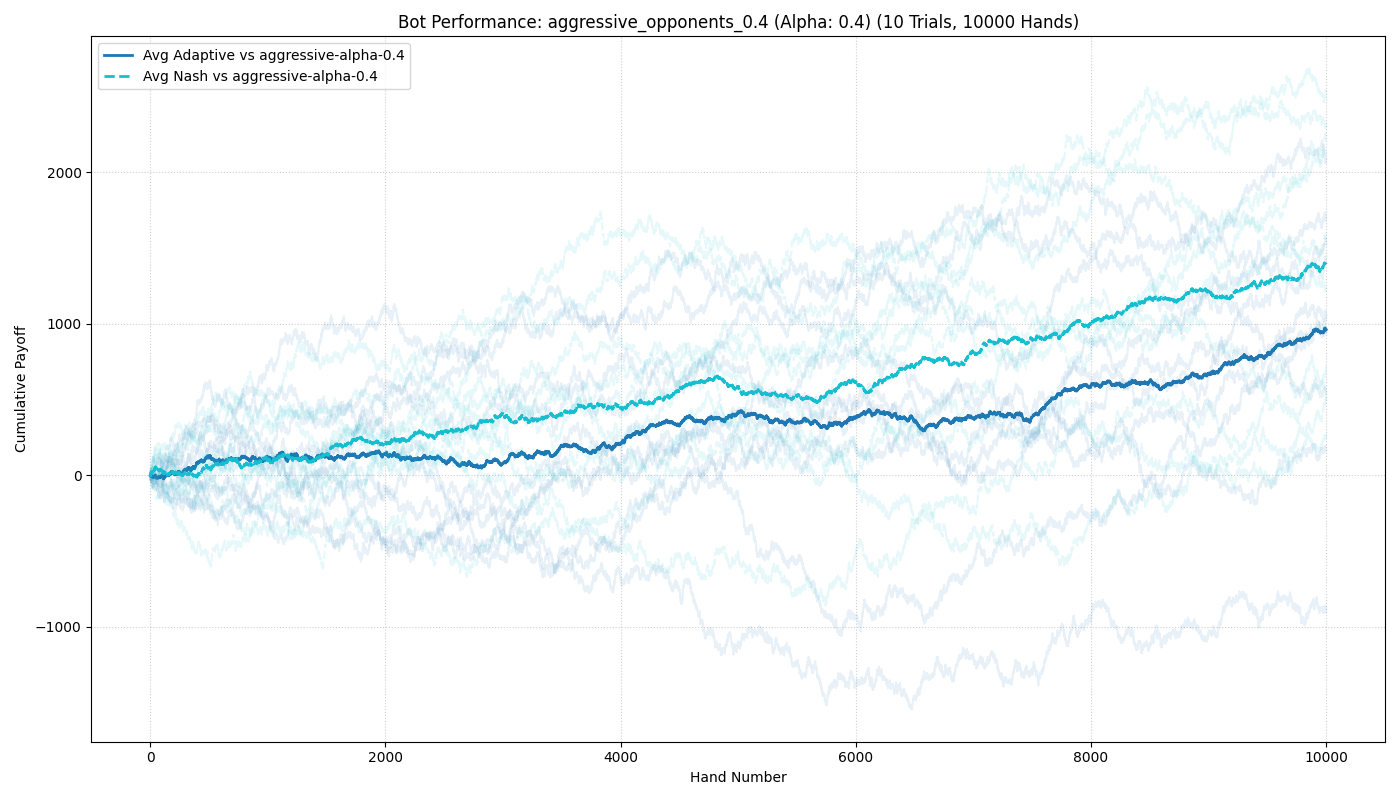 Bot Performance: aggressive_opponents_0.4 (Alpha: 0.4) (10 Trials, 10000 Hands)
Avg Adaptive vs aggressive-alpha-0.4
Avg Nash vs aggressive-alpha-0.4
Cumulative Payoff
2000
1000
0
−1000
0
2000
4000
6000
8000
10000
Hand Number